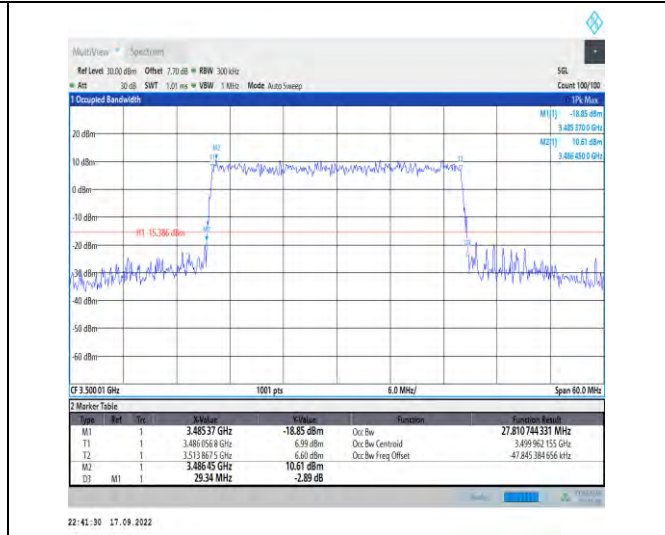 MultiView Spectrum
Ref Level 30.00 dBm Offset 7.70 dB RBW 300 kHz SGL
Att 30 dB SWT 1.01 ms VBW 1 MHz Mode Auto Sweep Count 100/100
1 Occupied Bandwidth 1Pk Max
M1[1] -18.85 dBm
3.485 370 0 GHz
M2[1] 10.61 dBm
3.486 450 0 GHz
20 dBm
M2
10 dBm
T1
0 dBm
-10 dBm
H1 -15.386 dBm
-20 dBm
-30 dBm
-40 dBm
-50 dBm
-60 dBm
CF 3.500 01 GHz 1001 pts 6.0 MHz/ Span 60.0 MHz
2 Marker Table
Type Ref Trc X-Value Y-Value Function Function Result
M1 1 3.485 37 GHz -18.85 dBm Occ Bw 27.810 744 331 MHz
T1 1 3.486 056 8 GHz 6.99 dBm Occ Bw Centroid 3.499 962 155 GHz
T2 1 3.513 867 5 GHz 6.60 dBm Occ Bw Freq Offset -47.845 384 656 kHz
M2 1 3.486 45 GHz 10.61 dBm
D3 M1 1 29.34 MHz -2.89 dB
22:41:30 17.09.2022